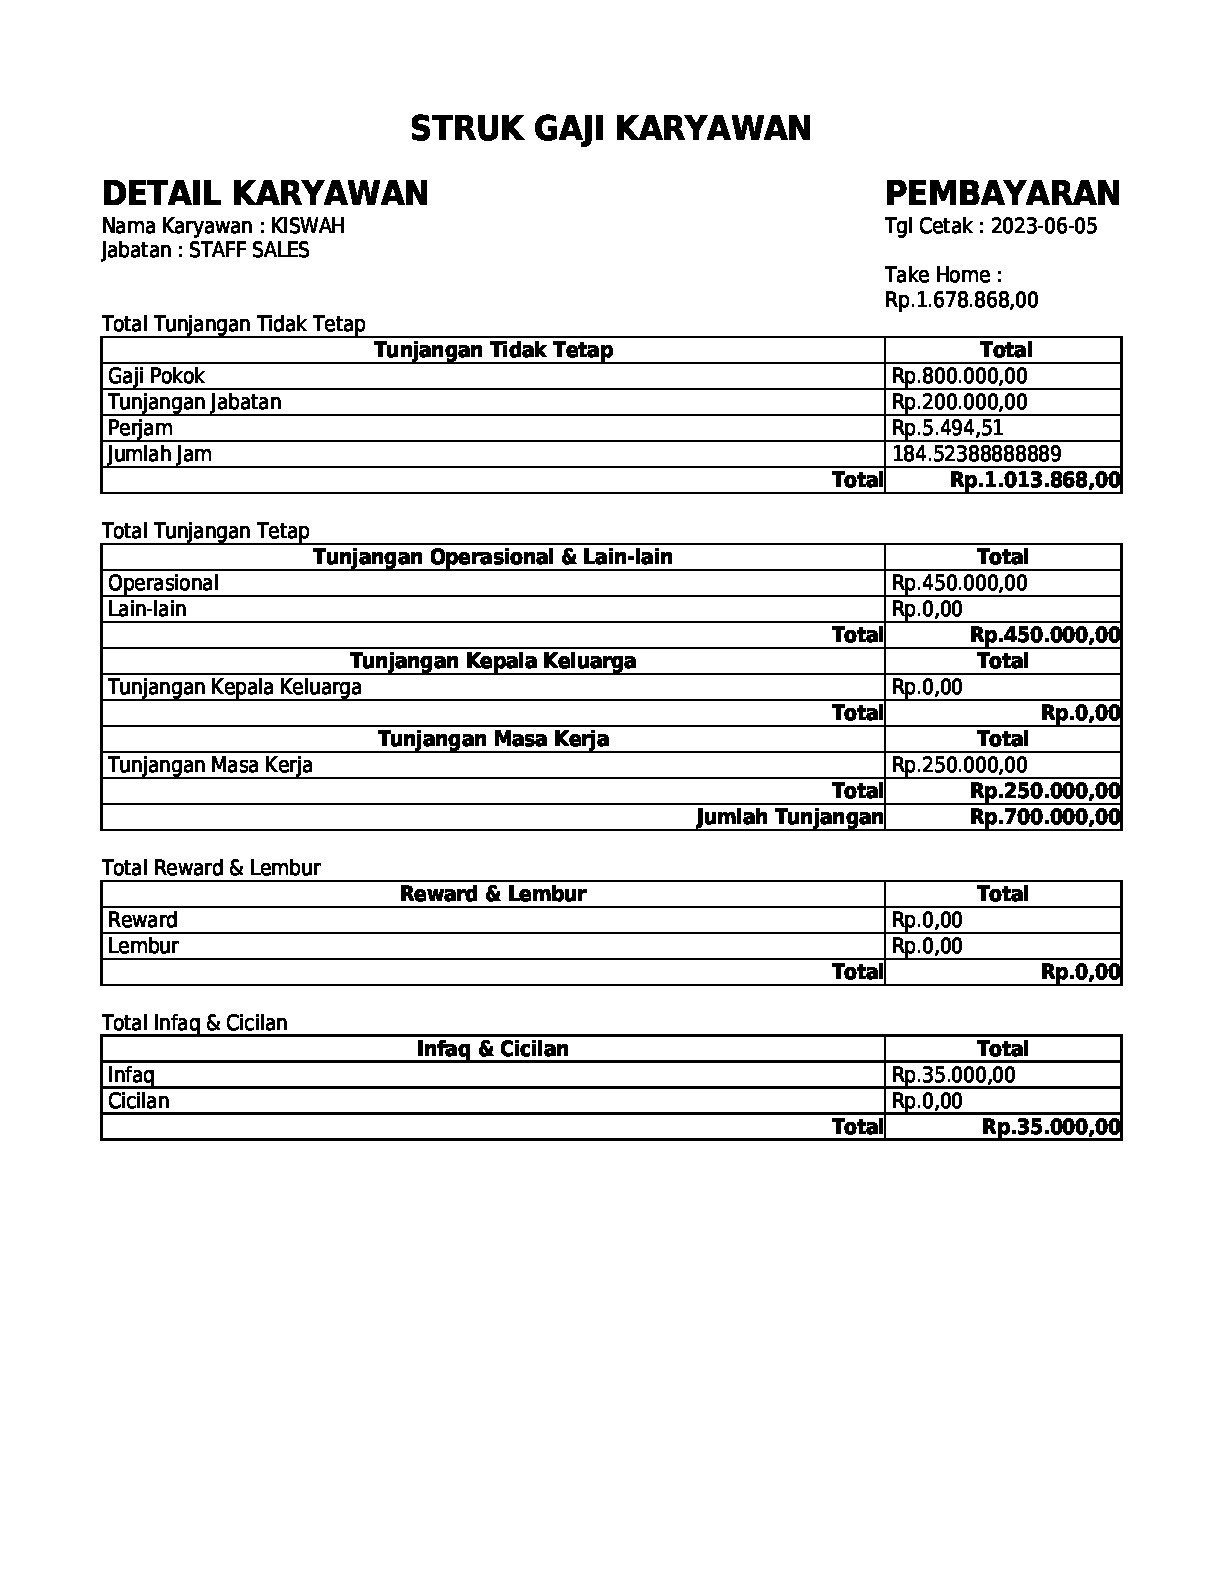 STRUK GAJI KARYAWAN
DETAIL KARYAWAN
Nama Karyawan : KISWAH
Jabatan : STAFF SALES
PEMBAYARAN
Tgl Cetak : 2023-06-05
Take Home :
Rp.1.678.868,00
Total Tunjangan Tidak Tetap
Tunjangan Tidak Tetap Total
Gaji Pokok Rp.800.000,00
Tunjangan Jabatan Rp.200.000,00
Perjam Rp.5.494,51
Jumlah Jam 184.52388888889
Total Rp.1.013.868,00
Total Tunjangan Tetap
Tunjangan Operasional & Lain-lain Total
Operasional Rp.450.000,00
Lain-lain Rp.0,00
Total Rp.450.000,00
Tunjangan Kepala Keluarga Total
Tunjangan Kepala Keluarga Rp.0,00
Total Rp.0,00
Tunjangan Masa Kerja Total
Tunjangan Masa Kerja Rp.250.000,00
Total Rp.250.000,00
Jumlah Tunjangan Rp.700.000,00
Total Reward & Lembur
Reward & Lembur Total
Reward Rp.0,00
Lembur Rp.0,00
Total Rp.0,00
Total Infaq & Cicilan
Infaq & Cicilan Total
Infaq Rp.35.000,00
Cicilan Rp.0,00
Total Rp.35.000,00